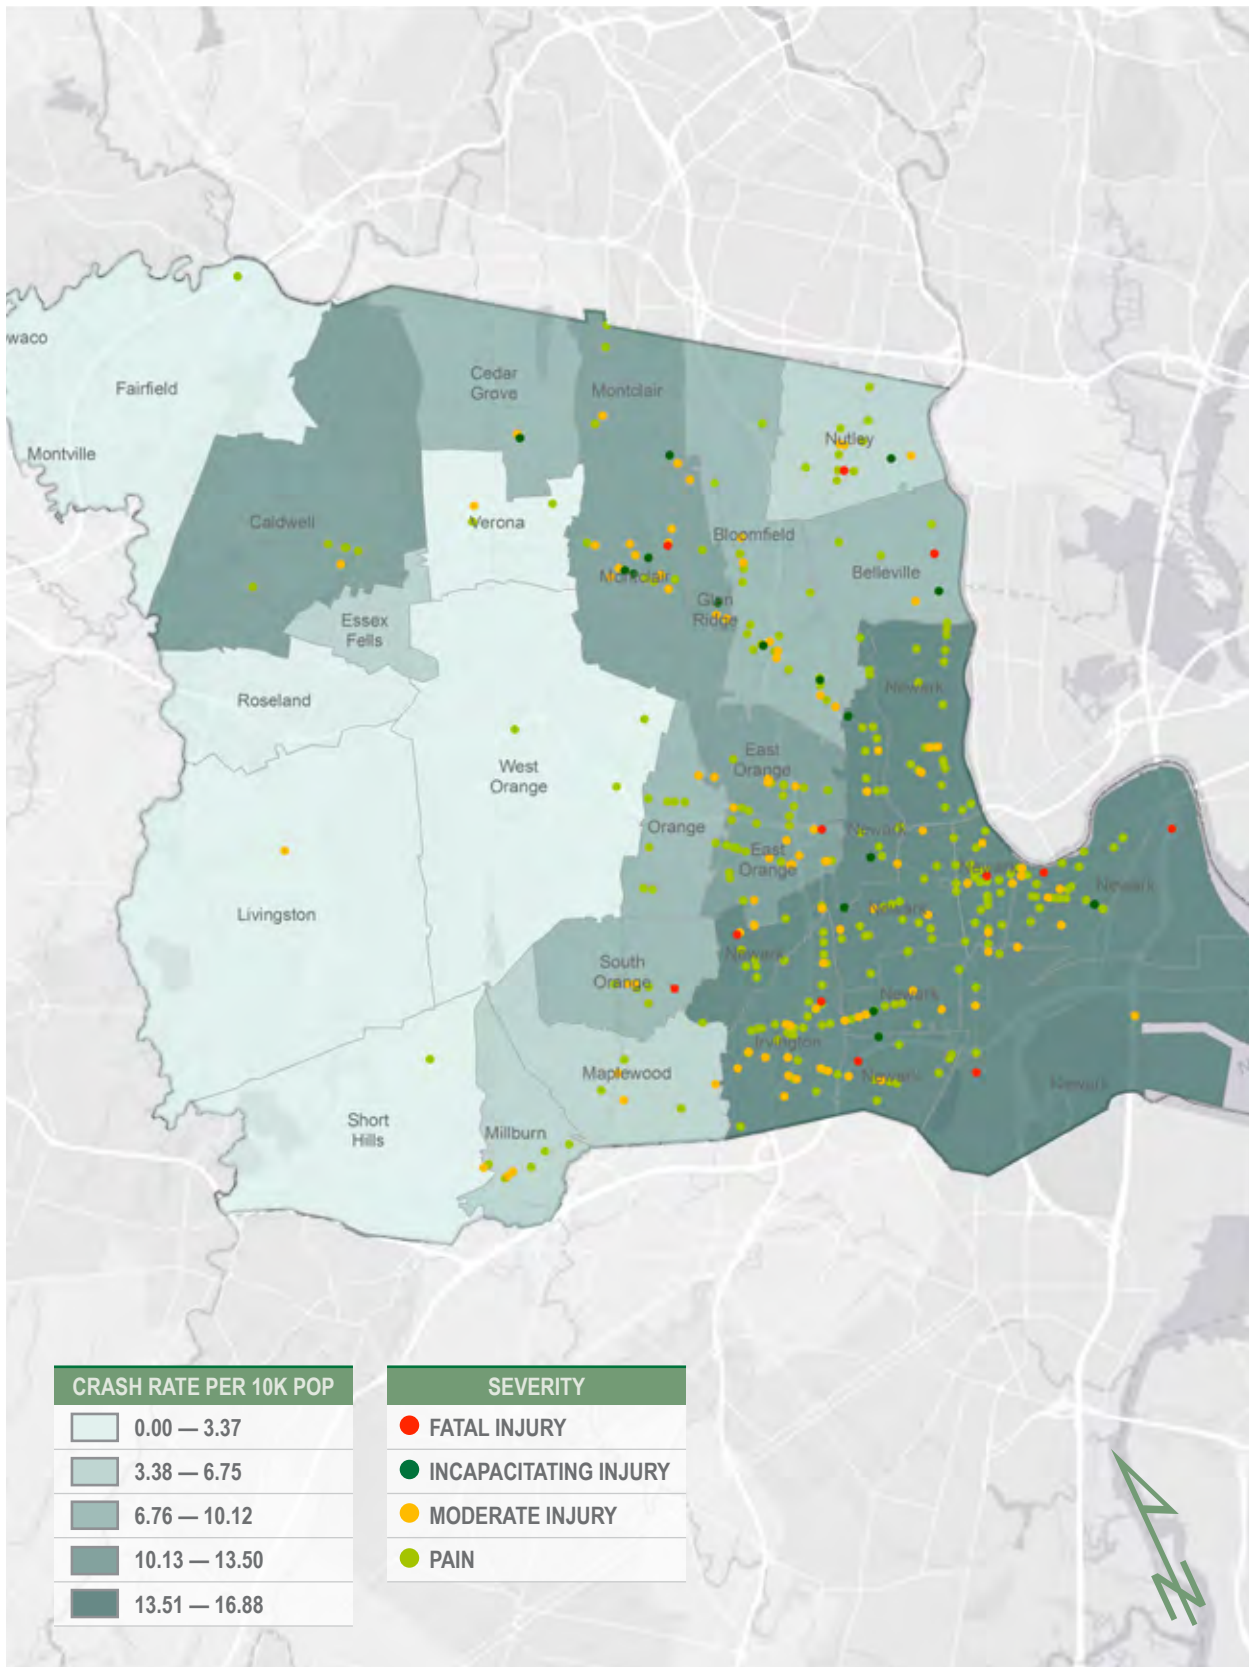 waco
Fairfield
Montville
Cedar
Grove
Montclair
Nutley
Caldwell
Verona
Bloomfield
Belleville
Montclair
Glen
Ridge
Essex
Fells
Roseland
Newark
West
Orange
East
Orange
Orange
Newark
East
Orange
Newark
Newark
Livingston
Newark
South
Orange
Newark
Newark
Irvington
Maplewood
Newark
Newark
Short
Hills
Millburn
CRASH RATE PER 10K POP
0.00 — 3.37
3.38 — 6.75
6.76 — 10.12
10.13 — 13.50
13.51 — 16.88
SEVERITY
FATAL INJURY
INCAPACITATING INJURY
MODERATE INJURY
PAIN
N